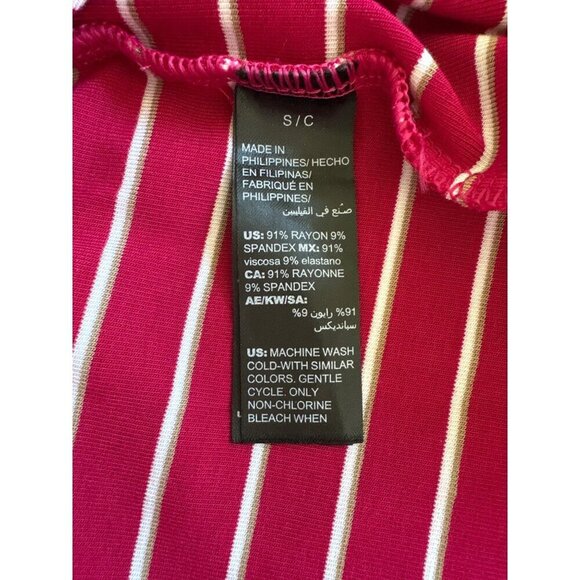 S / C
MADE IN
PHILIPPINES/ HECHO
EN FILIPINAS/
FABRIQUÉ EN
PHILIPPINES/
صنع في الفليبين
US: 91% RAYON 9%
SPANDEX MX: 91%
viscosa 9% elastano
CA: 91% RAYONNE
9% SPANDEX
AE/KW/SA:
91% رايون 9%
سبانديكس
US: MACHINE WASH
COLD-WITH SIMILAR
COLORS. GENTLE
CYCLE. ONLY
NON-CHLORINE
BLEACH WHEN